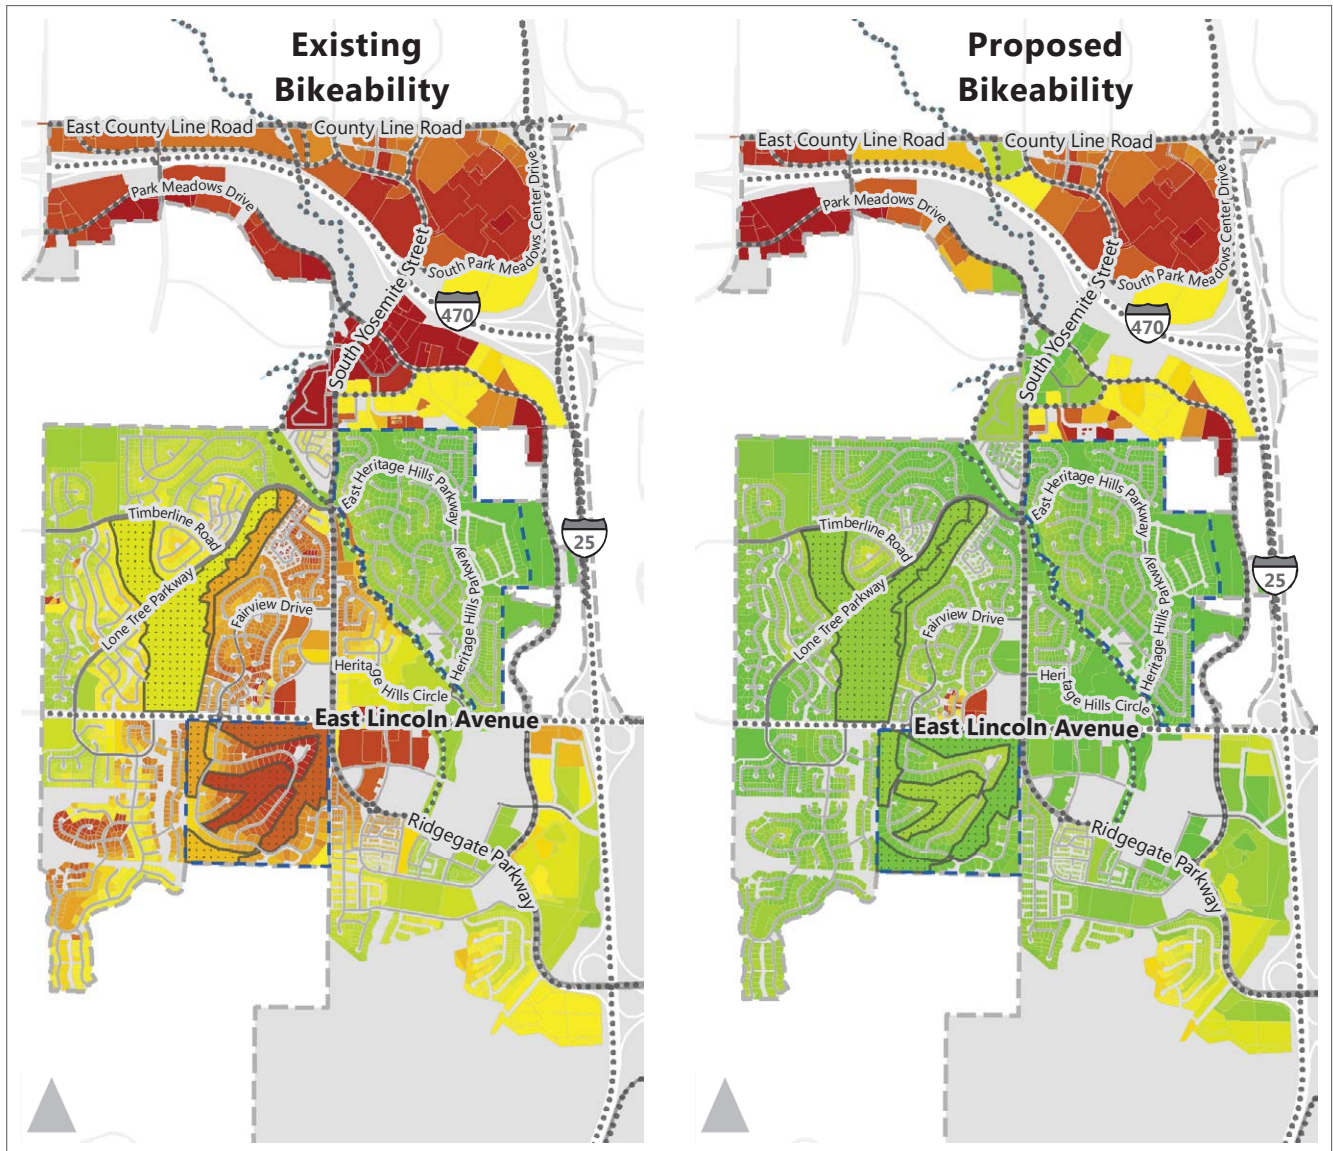 Existing
Bikeability
East County Line Road
County Line Road
Park Meadows Drive
South Park Meadows Center Drive
South Yosemite Street
470
East Heritage Hills Parkway
Timberline Road
25
Lone Tree Parkway
Heritage Hills Parkway
Fairview Drive
Heritage Hills Circle
East Lincoln Avenue
Ridgegate Parkway
Proposed
Bikeability
East County Line Road
County Line Road
Park Meadows Drive
South Park Meadows Center Drive
South Yosemite Street
470
East Heritage Hills Parkway
Timberline Road
25
Lone Tree Parkway
Heritage Hills Parkway
Fairview Drive
Heritage Hills Circle
East Lincoln Avenue
Ridgegate Parkway